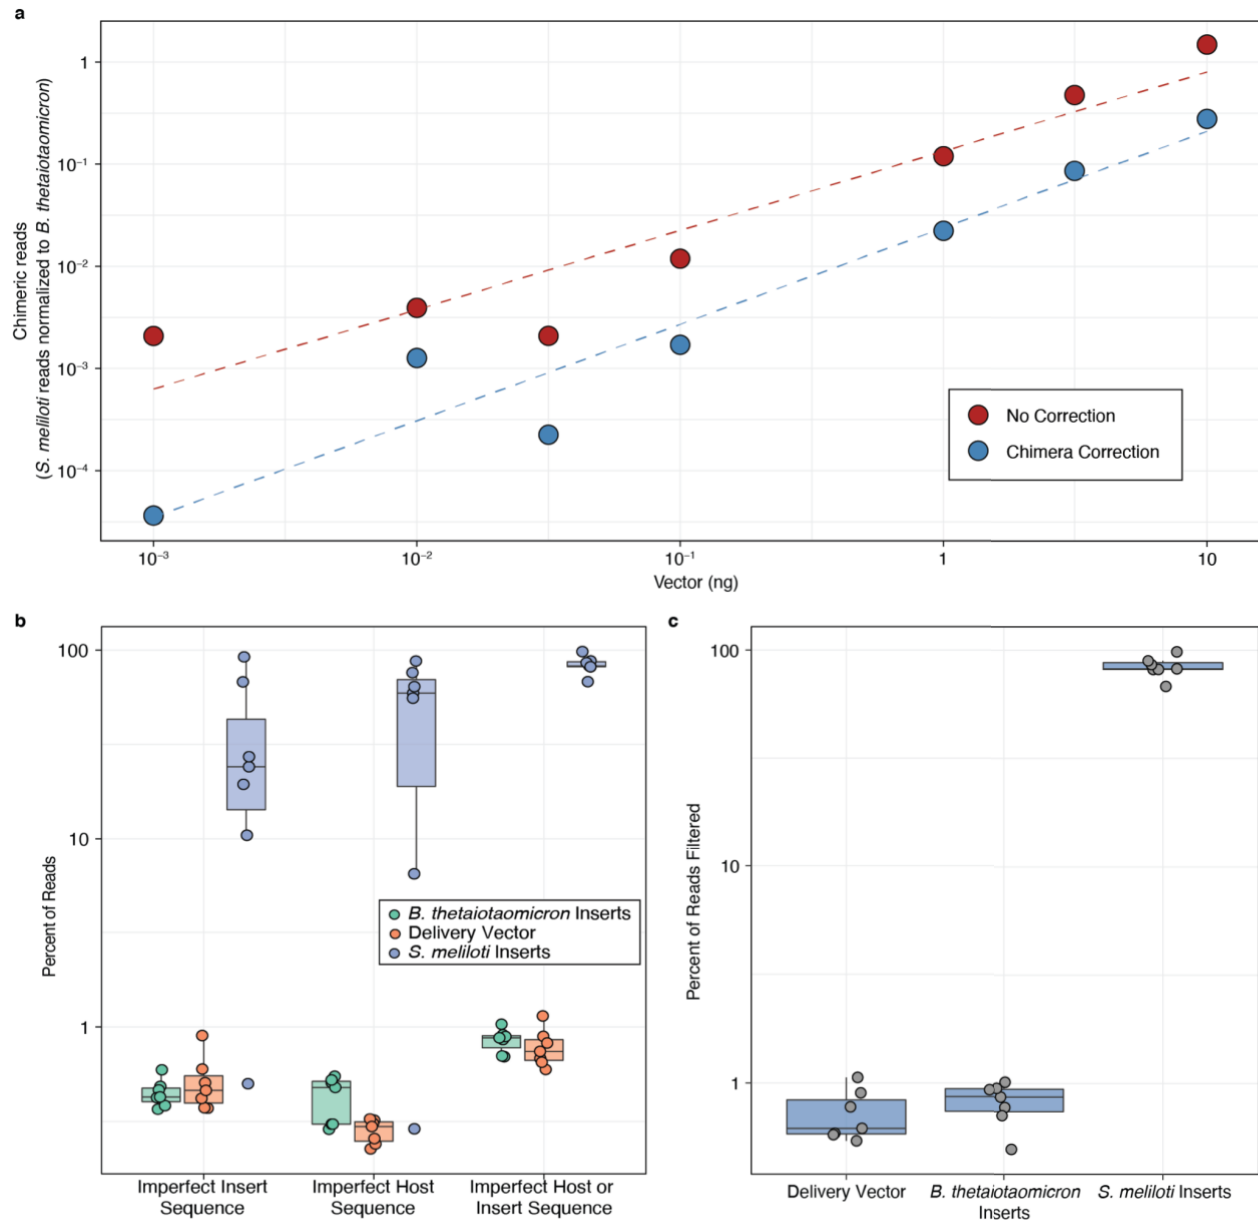 a
Chimeric reads
(S. meliloti reads normalized to B. thetaiotaomicron)
1
10⁻¹
10⁻²
10⁻³
10⁻⁴
No Correction
Chimera Correction
10⁻³ 10⁻² 10⁻¹ 1 10
Vector (ng)
b
Percent of Reads
100
10
1
B. thetaiotaomicron Inserts
Delivery Vector
S. meliloti Inserts
Imperfect Insert Sequence
Imperfect Host Sequence
Imperfect Host or Insert Sequence
c
Percent of Reads Filtered
100
10
1
Delivery Vector
B. thetaiotaomicron Inserts
S. meliloti Inserts